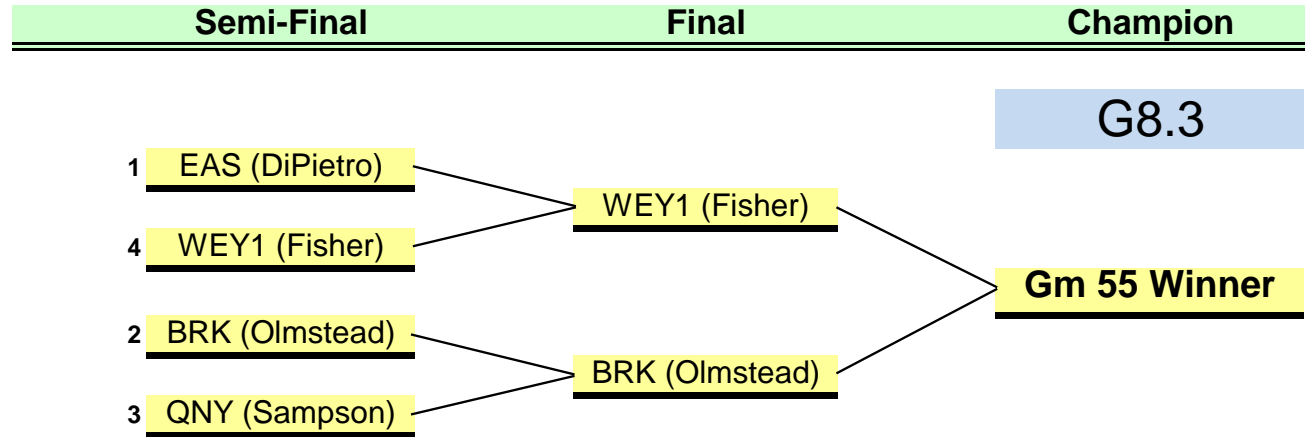 Semi-Final Final Champion
G8.3
1 EAS (DiPietro)
WEY1 (Fisher)
4 WEY1 (Fisher)
Gm 55 Winner
2 BRK (Olmstead)
BRK (Olmstead)
3 QNY (Sampson)